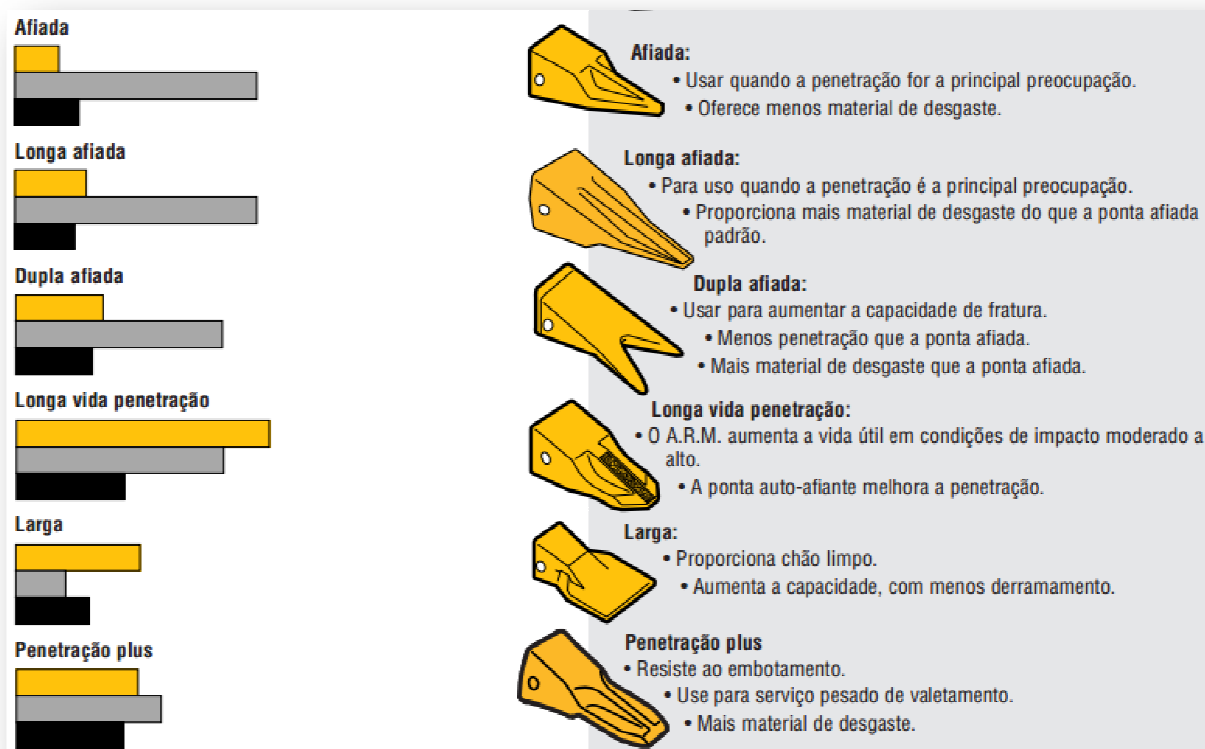 Afiada
Longa afiada
Dupla afiada
Longa vida penetração
Larga
Penetração plus
Afiada:
• Usar quando a penetração for a principal preocupação.
• Oferece menos material de desgaste.
Longa afiada:
• Para uso quando a penetração é a principal preocupação.
• Proporciona mais material de desgaste do que a ponta afiada
padrão.
Dupla afiada:
• Usar para aumentar a capacidade de fratura.
• Menos penetração que a ponta afiada.
• Mais material de desgaste que a ponta afiada.
Longa vida penetração:
• O A.R.M. aumenta a vida útil em condições de impacto moderado a
alto.
• A ponta auto-afiante melhora a penetração.
Larga:
• Proporciona chão limpo.
• Aumenta a capacidade, com menos derramamento.
Penetração plus
• Resiste ao embotamento.
• Use para serviço pesado de valetamento.
• Mais material de desgaste.